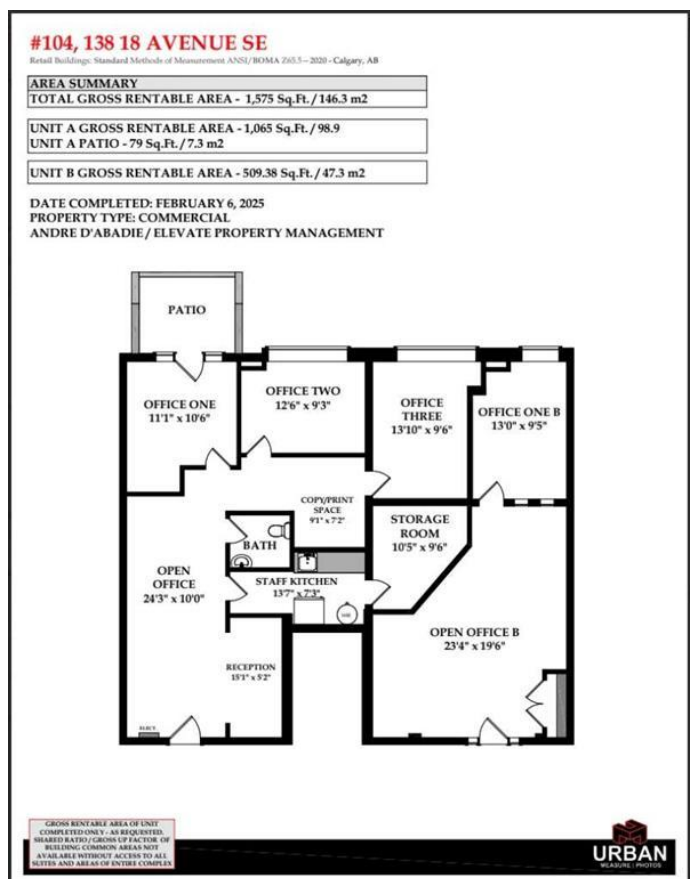 #104, 138 18 AVENUE SE
Retail Buildings: Standard Methods of Measurement ANSI/BOMA Z65.5 – 2020 - Calgary, AB
AREA SUMMARY
TOTAL GROSS RENTABLE AREA - 1,575 Sq.Ft. / 146.3 m2
UNIT A GROSS RENTABLE AREA - 1,065 Sq.Ft. / 98.9
UNIT A PATIO - 79 Sq.Ft. / 7.3 m2
UNIT B GROSS RENTABLE AREA - 509.38 Sq.Ft. / 47.3 m2
DATE COMPLETED: FEBRUARY 6, 2025
PROPERTY TYPE: COMMERCIAL
ANDRE D'ABADIE / ELEVATE PROPERTY MANAGEMENT
PATIO
OFFICE ONE
11'1" x 10'6"
OFFICE TWO
12'6" x 9'3"
OFFICE
THREE
13'10" x 9'6"
OFFICE ONE B
13'0" x 9'5"
COPY/PRINT
SPACE
9'1" x 7'2"
STORAGE
ROOM
10'5" x 9'6"
BATH
OPEN
OFFICE
24'3" x 10'0"
STAFF KITCHEN
13'7" x 7'3"
OPEN OFFICE B
23'4" x 19'6"
RECEPTION
15'1" x 5'2"
GROSS RENTABLE AREA OF UNIT
COMPLETED ONLY - AS REQUESTED.
SHARED RATIO / GROSS UP FACTOR OF
BUILDING COMMON AREAS NOT
AVAILABLE WITHOUT ACCESS TO ALL
SUITES AND AREAS OF ENTIRE COMPLEX
URBAN
MEASURE | PHOTOS